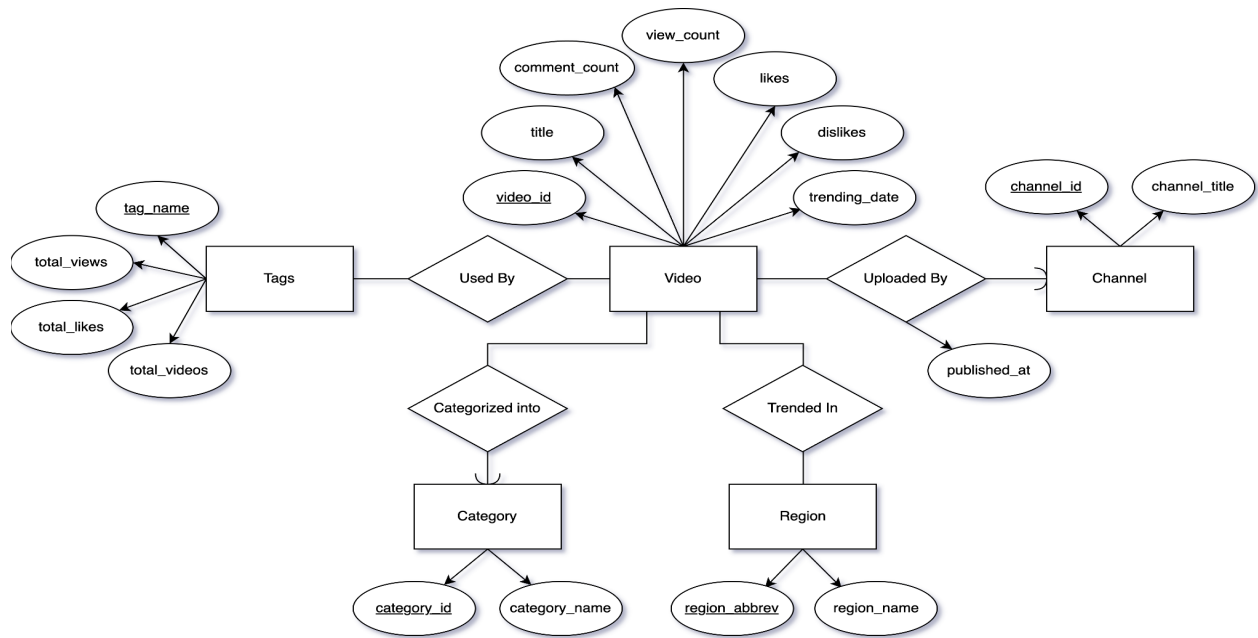 view_count
comment_count
likes
title
dislikes
video_id
trending_date
channel_id
channel_title
tag_name
total_views
total_likes
total_videos
Tags
Used By
Video
Uploaded By
Channel
published_at
Categorized into
Trended In
Category
Region
category_id
category_name
region_abbrev
region_name